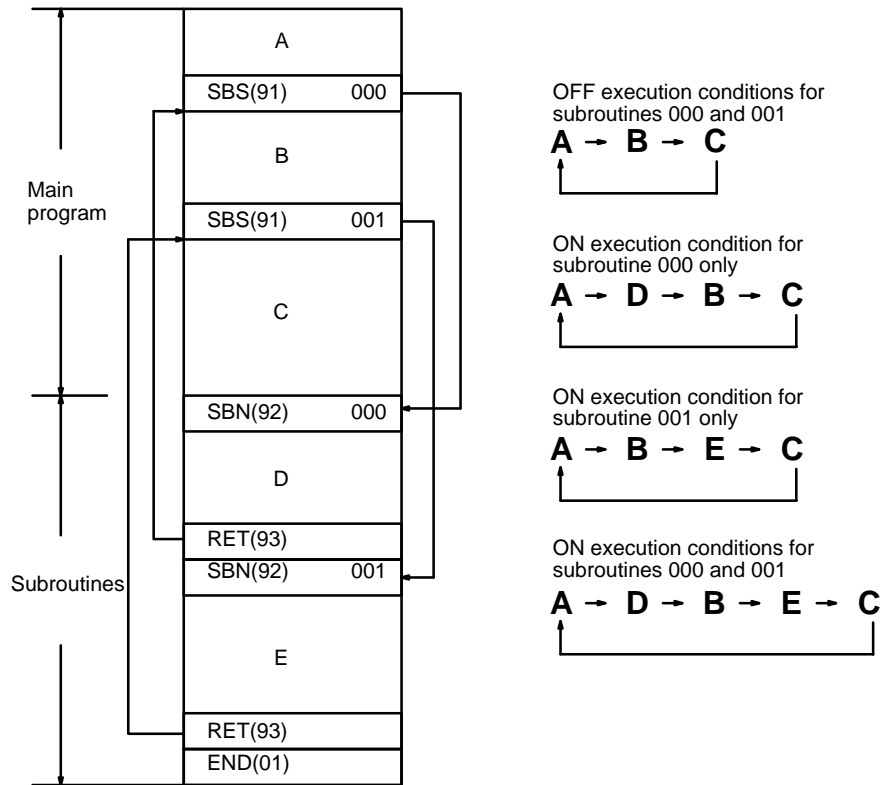 A
SBS(91) 000
B
Main
program
SBS(91) 001
C
SBN(92) 000
D
RET(93)
SBN(92) 001
Subroutines
E
RET(93)
END(01)
OFF execution conditions for
subroutines 000 and 001
A → B → C
ON execution condition for
subroutine 000 only
A → D → B → C
ON execution condition for
subroutine 001 only
A → B → E → C
ON execution conditions for
subroutines 000 and 001
A → D → B → E → C